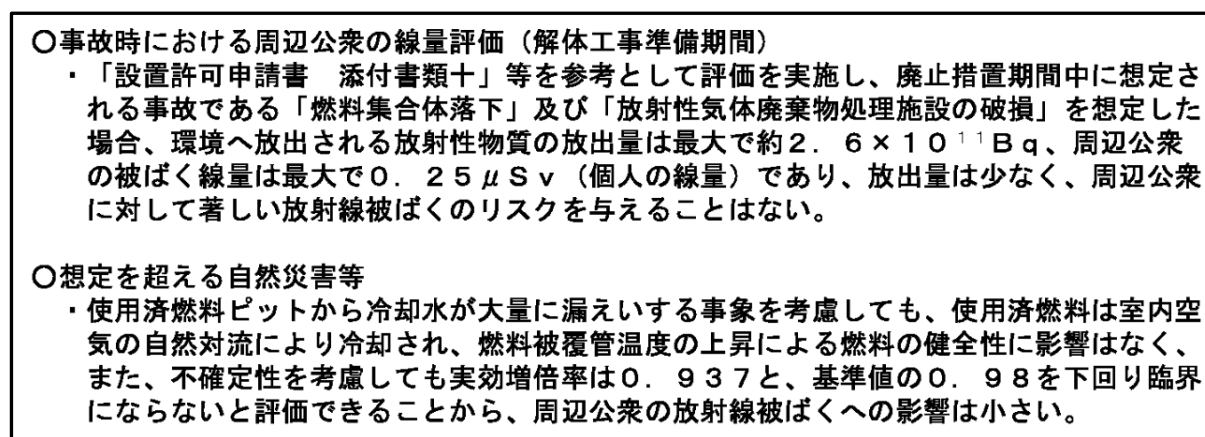 〇事故時における周辺公衆の線量評価（解体工事準備期間）
・「設置許可申請書　添付書類十」等を参考として評価を実施し、廃止措置期間中に想定さ
れる事故である「燃料集合体落下」及び「放射性気体廃棄物処理施設の破損」を想定した
場合、環境へ放出される放射性物質の放出量は最大で約２．６×１０¹¹Ｂｑ、周辺公衆
の被ばく線量は最大で０．２５μＳｖ（個人の線量）であり、放出量は少なく、周辺公衆
に対して著しい放射線被ばくのリスクを与えることはない。
〇想定を超える自然災害等
・使用済燃料ピットから冷却水が大量に漏えいする事象を考慮しても、使用済燃料は室内空
気の自然対流により冷却され、燃料被覆管温度の上昇による燃料の健全性に影響はなく、
また、不確定性を考慮しても実効増倍率は０．９３７と、基準値の０．９８を下回り臨界
にならないと評価できることから、周辺公衆の放射線被ばくへの影響は小さい。